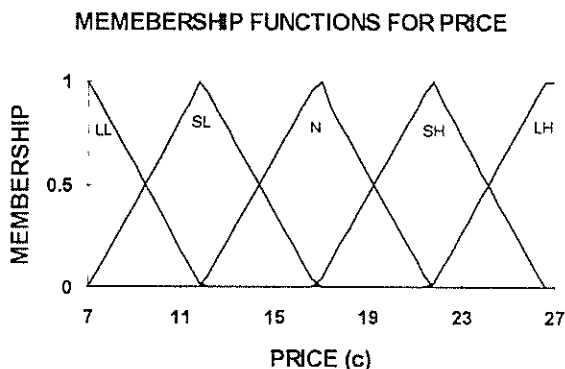 MEMEBERSHIP FUNCTIONS FOR PRICE
1
LL
SL
N
SH
LH
0.5
0
MEMBERSHIP
7
11
15
19
23
27
PRICE (c)